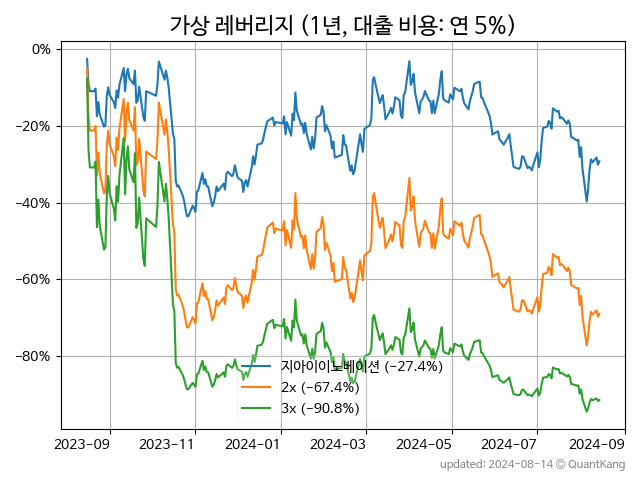 가상 레버리지 (1년, 대출 비용: 연 5%)
0%
−20%
−40%
−60%
−80%
지아이이노베이션 (−27.4%)
2x (−67.4%)
3x (−90.8%)
2023-09 2023-11 2024-01 2024-03 2024-05 2024-07 2024-09
updated: 2024-08-14 © QuantKang